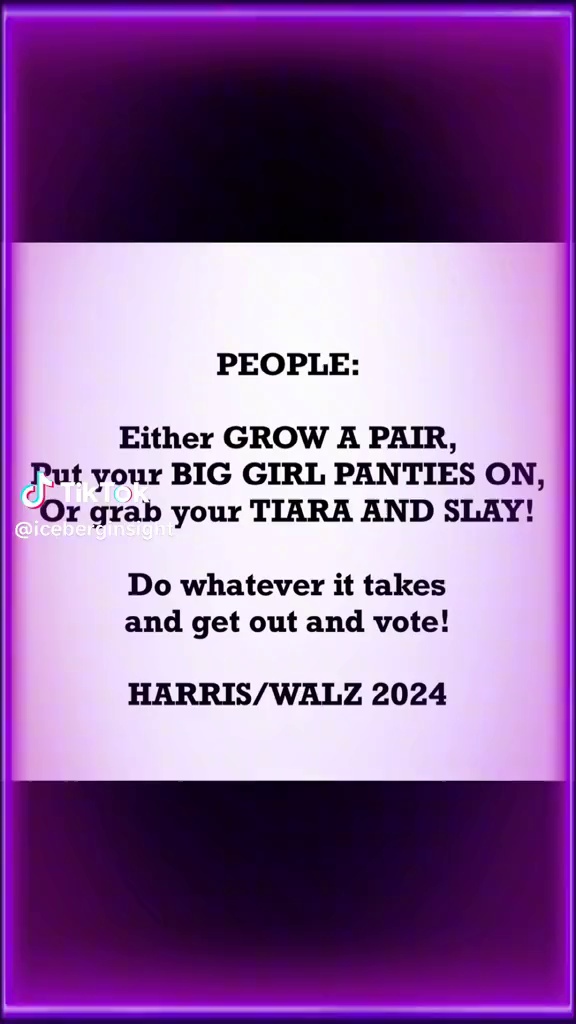 PEOPLE:
Either GROW A PAIR,
Put your BIG GIRL PANTIES ON,
TikTok
Or grab your TIARA AND SLAY!
@iceberginsight
Do whatever it takes
and get out and vote!
HARRIS/WALZ 2024